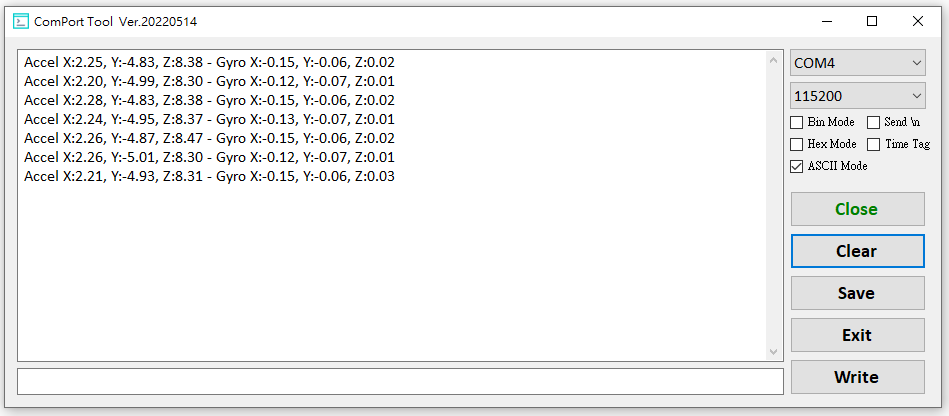 ComPort Tool Ver.20220514
Accel X:2.25, Y:-4.83, Z:8.38 - Gyro X:-0.15, Y:-0.06, Z:0.02
Accel X:2.20, Y:-4.99, Z:8.30 - Gyro X:-0.12, Y:-0.07, Z:0.01
Accel X:2.28, Y:-4.83, Z:8.38 - Gyro X:-0.15, Y:-0.06, Z:0.02
Accel X:2.24, Y:-4.95, Z:8.37 - Gyro X:-0.13, Y:-0.07, Z:0.01
Accel X:2.26, Y:-4.87, Z:8.47 - Gyro X:-0.15, Y:-0.06, Z:0.02
Accel X:2.26, Y:-5.01, Z:8.30 - Gyro X:-0.12, Y:-0.07, Z:0.01
Accel X:2.21, Y:-4.93, Z:8.31 - Gyro X:-0.15, Y:-0.06, Z:0.03
COM4
115200
Bin Mode Send \n
Hex Mode Time Tag
ASCII Mode
Close
Clear
Save
Exit
Write